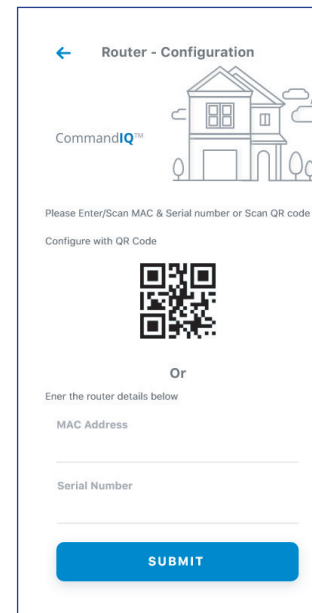 Router - Configuration
CommandIQ™
Please Enter/Scan MAC & Serial number or Scan QR code
Configure with QR Code
Or
Ener the router details below
MAC Address
Serial Number
SUBMIT